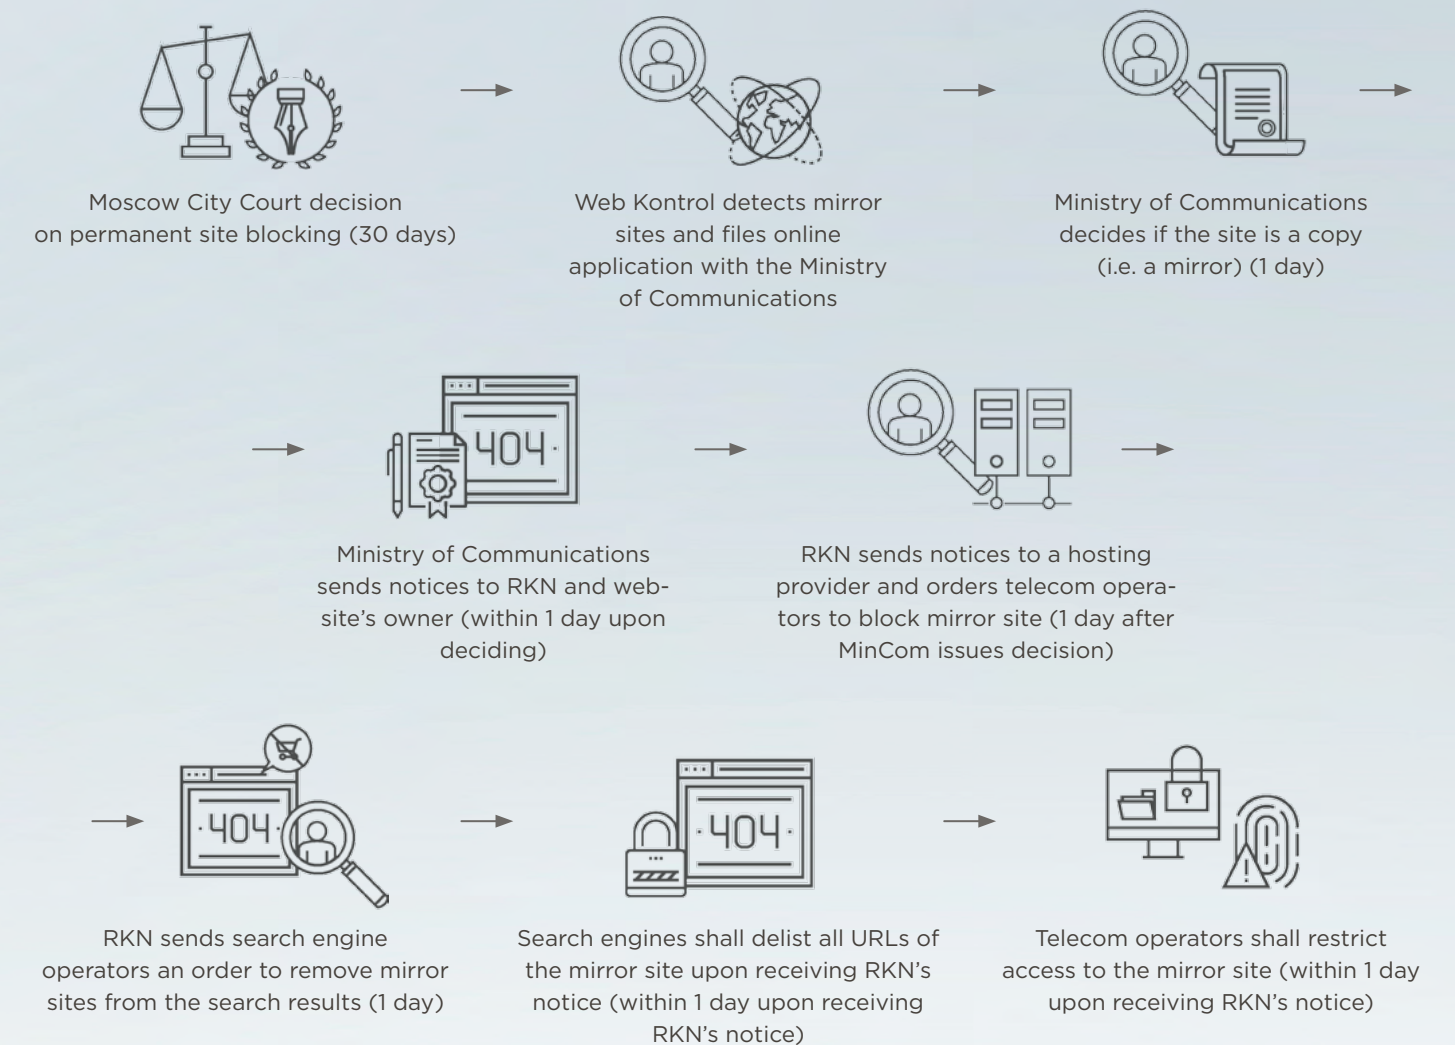 Moscow City Court decision
on permanent site blocking (30 days)
Web Kontrol detects mirror
sites and files online
application with the Ministry
of Communications
Ministry of Communications
decides if the site is a copy
(i.e. a mirror) (1 day)
404
Ministry of Communications
sends notices to RKN and web-
site’s owner (within 1 day upon
deciding)
RKN sends notices to a hosting
provider and orders telecom opera-
tors to block mirror site (1 day after
MinCom issues decision)
404
RKN sends search engine
operators an order to remove mirror
sites from the search results (1 day)
404
Search engines shall delist all URLs of
the mirror site upon receiving RKN’s
notice (within 1 day upon receiving
RKN’s notice)
Telecom operators shall restrict
access to the mirror site (within 1 day
upon receiving RKN’s notice)